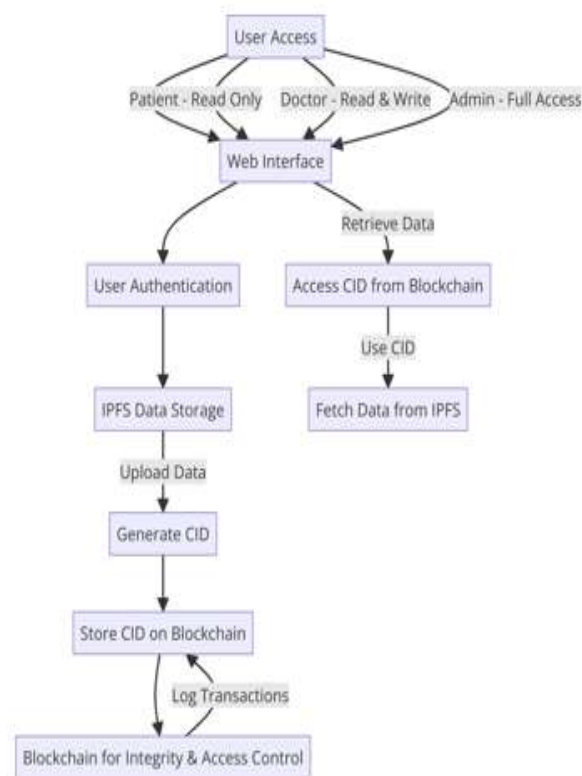 User Access
Patient - Read Only
Doctor - Read & Write
Admin - Full Access
Web Interface
Retrieve Data
User Authentication
Access CID from Blockchain
Use CID
IPFS Data Storage
Fetch Data from IPFS
Upload Data
Generate CID
Store CID on Blockchain
Log Transactions
Blockchain for Integrity & Access Control